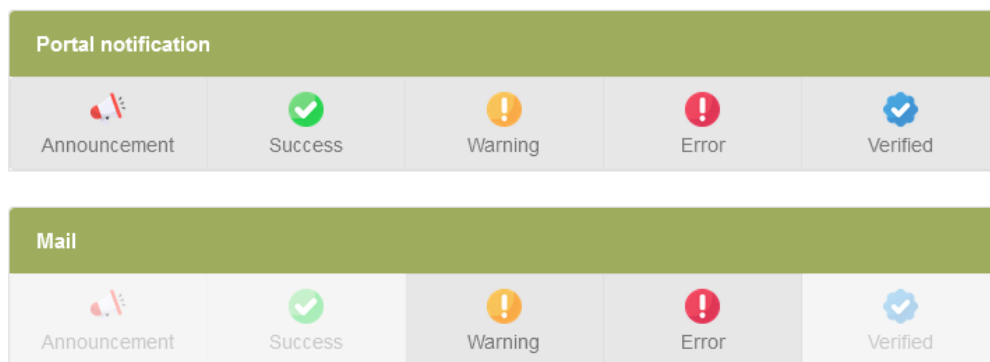 Portal notification
Announcement Success Warning Error Verified
Mail
Announcement Success Warning Error Verified